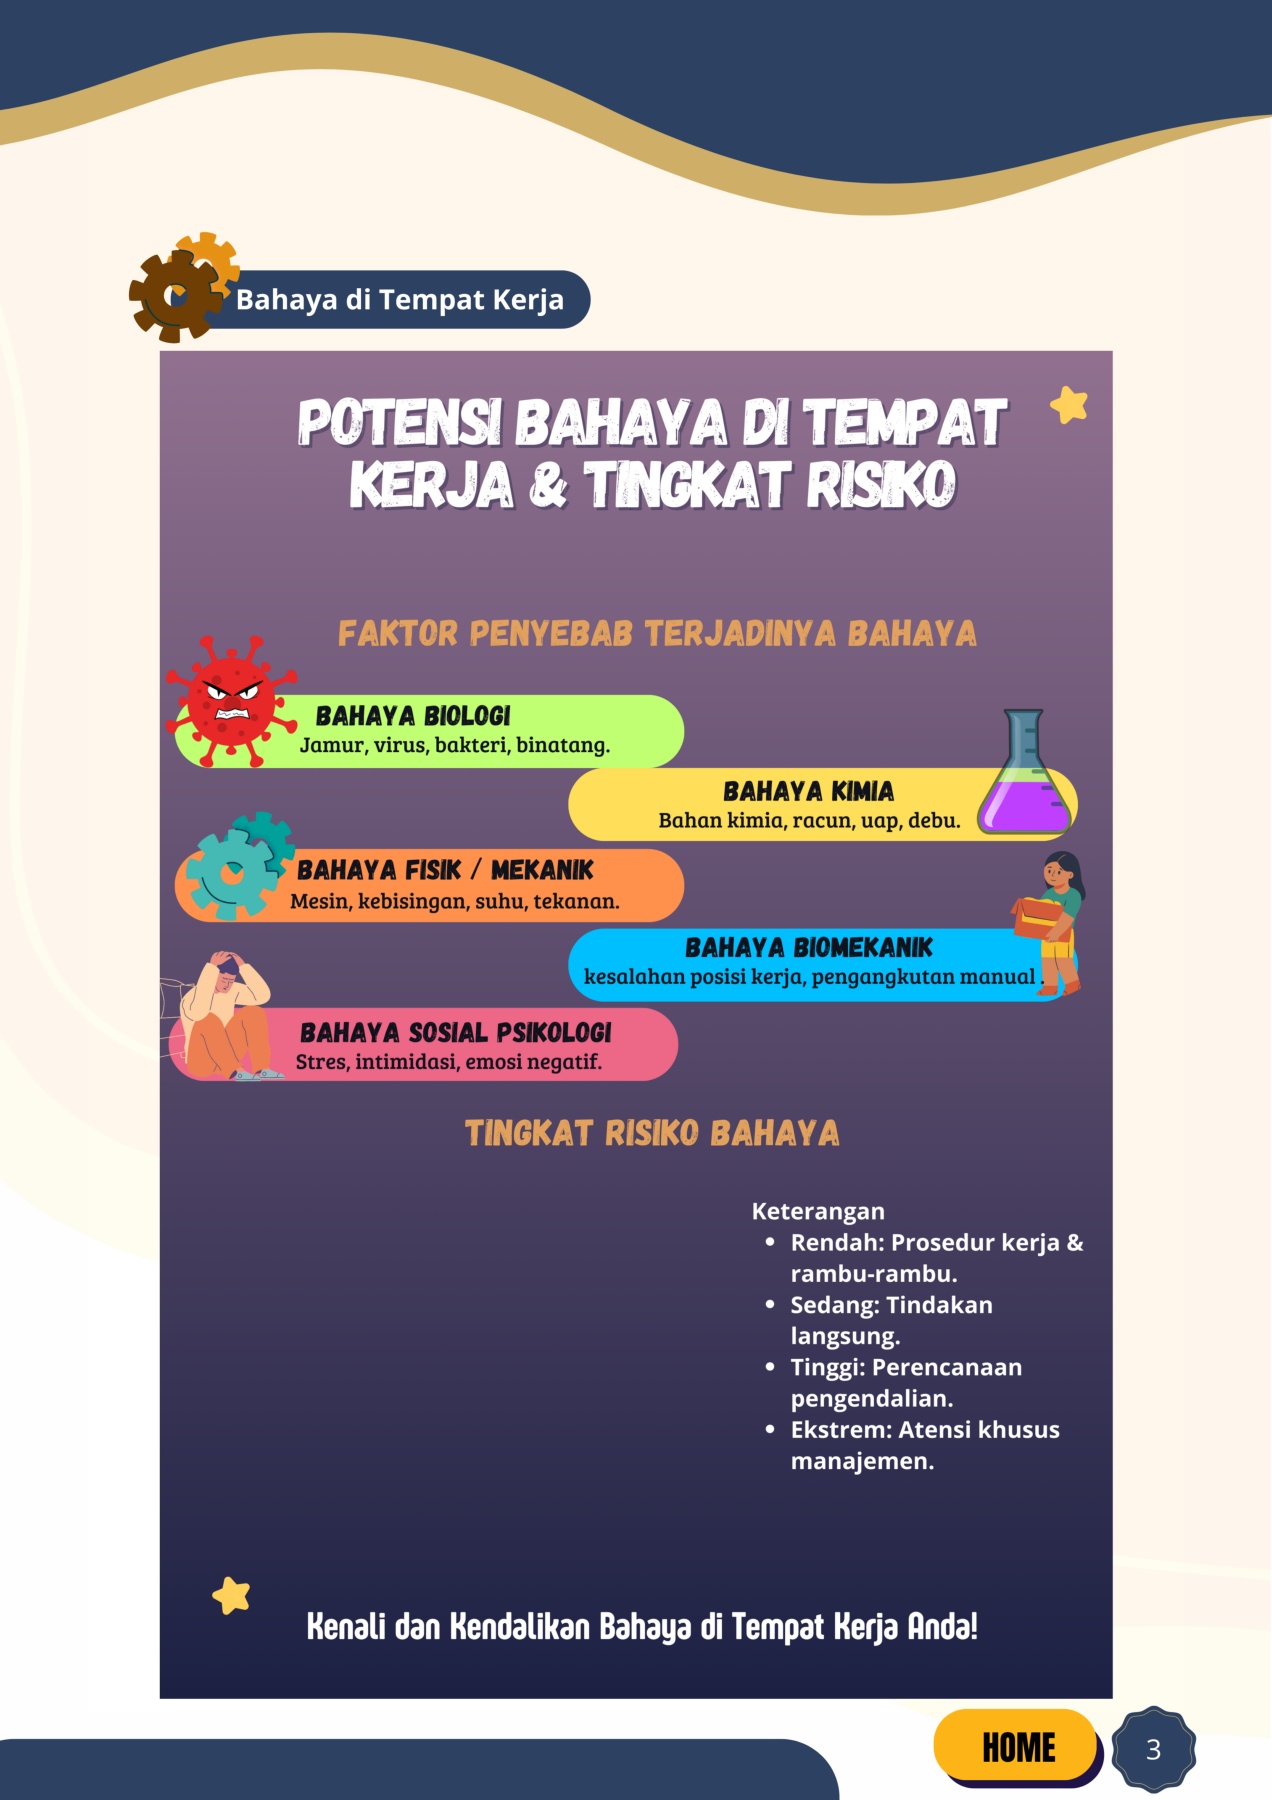 Bahaya di Tempat Kerja
POTENSI BAHAYA DI TEMPAT
KERJA & TINGKAT RISIKO
FAKTOR PENYEBAB TERJADINYA BAHAYA
BAHAYA BIOLOGI
Jamur, virus, bakteri, binatang.
BAHAYA KIMIA
Bahan kimia, racun, uap, debu.
BAHAYA FISIK / MEKANIK
Mesin, kebisingan, suhu, tekanan.
BAHAYA BIOMEKANIK
kesalahan posisi kerja, pengangkutan manual .
BAHAYA SOSIAL PSIKOLOGI
Stres, intimidasi, emosi negatif.
TINGKAT RISIKO BAHAYA
Keterangan
• Rendah: Prosedur kerja &
rambu-rambu.
• Sedang: Tindakan
langsung.
• Tinggi: Perencanaan
pengendalian.
• Ekstrem: Atensi khusus
manajemen.
Kenali dan Kendalikan Bahaya di Tempat Kerja Anda!
HOME
3